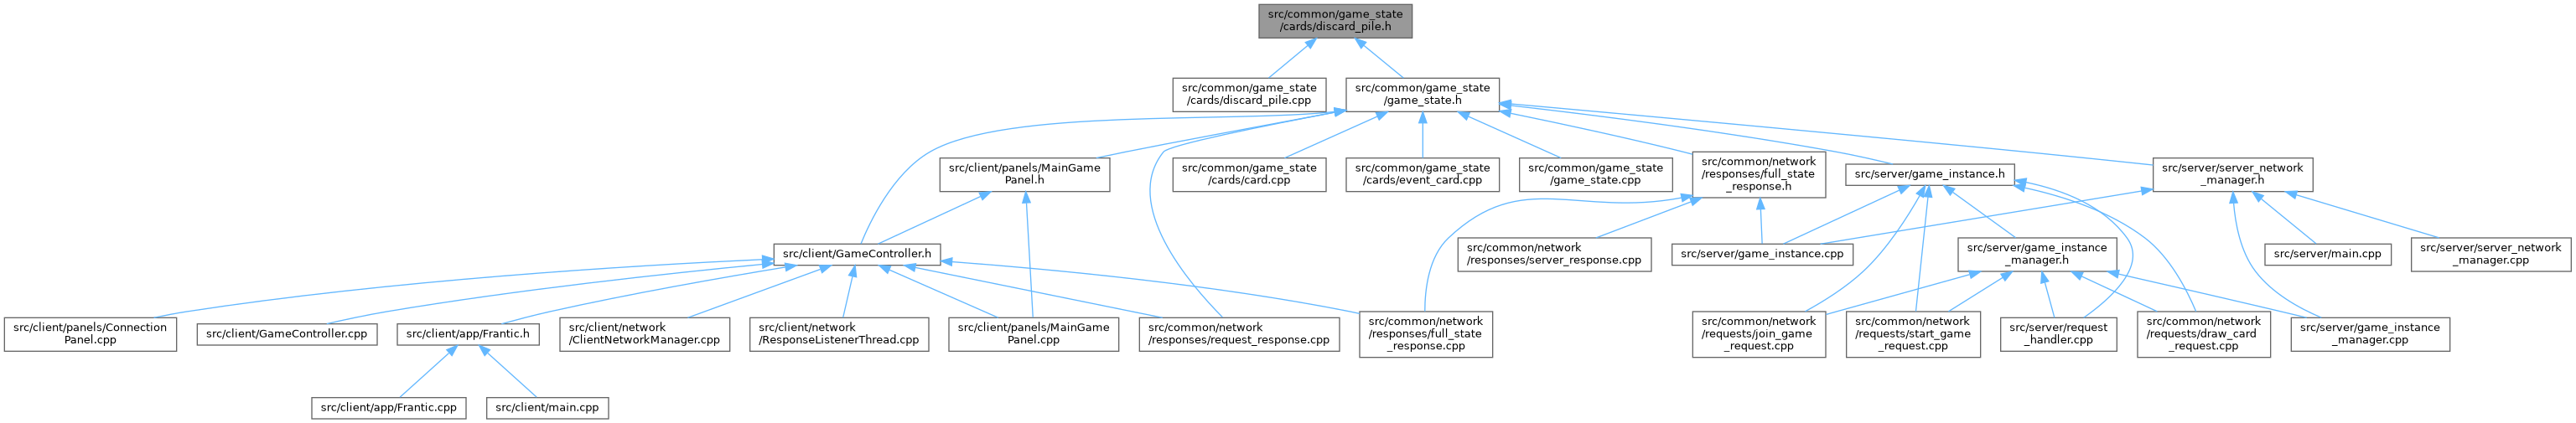 src/common/game_state
/cards/discard_pile.h
src/common/game_state
/cards/discard_pile.cpp
src/common/game_state
/game_state.h
src/client/panels/MainGame
Panel.h
src/common/game_state
/cards/card.cpp
src/common/game_state
/cards/event_card.cpp
src/common/game_state
/game_state.cpp
src/common/network
/responses/full_state
_response.h
src/server/game_instance.h
src/server/server_network
_manager.h
src/client/GameController.h
src/common/network
/responses/server_response.cpp
src/server/game_instance.cpp
src/server/game_instance
_manager.h
src/server/main.cpp
src/server/server_network
_manager.cpp
src/client/panels/Connection
Panel.cpp
src/client/GameController.cpp
src/client/app/Frantic.h
src/client/network
/ClientNetworkManager.cpp
src/client/network
/ResponseListenerThread.cpp
src/client/panels/MainGame
Panel.cpp
src/common/network
/responses/request_response.cpp
src/common/network
/responses/full_state
_response.cpp
src/common/network
/requests/join_game
_request.cpp
src/common/network
/requests/start_game
_request.cpp
src/server/request
_handler.cpp
src/common/network
/requests/draw_card
_request.cpp
src/server/game_instance
_manager.cpp
src/client/app/Frantic.cpp
src/client/main.cpp